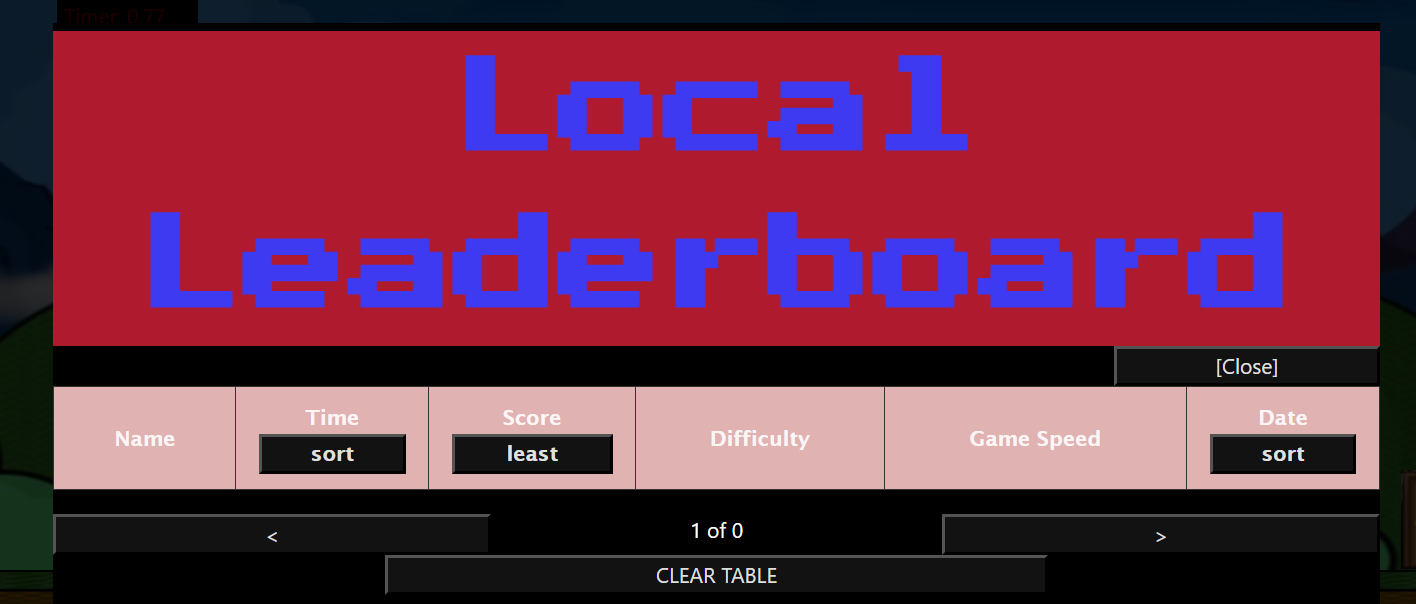 Timer: 0.77
Local
Leaderboard
[Close]
Name
Time
sort
Score
least
Difficulty
Game Speed
Date
sort
<
1 of 0
>
CLEAR TABLE